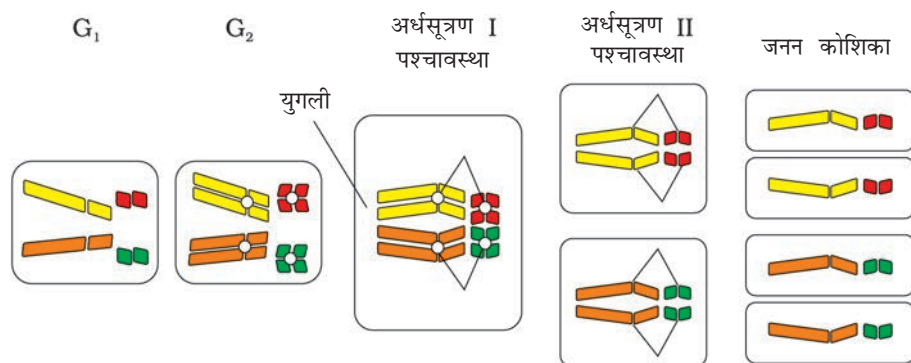 G₁
G₂
अर्धसूत्रण I
पश्चावस्था
अर्धसूत्रण II
पश्चावस्था
जनन कोशिका
युगली